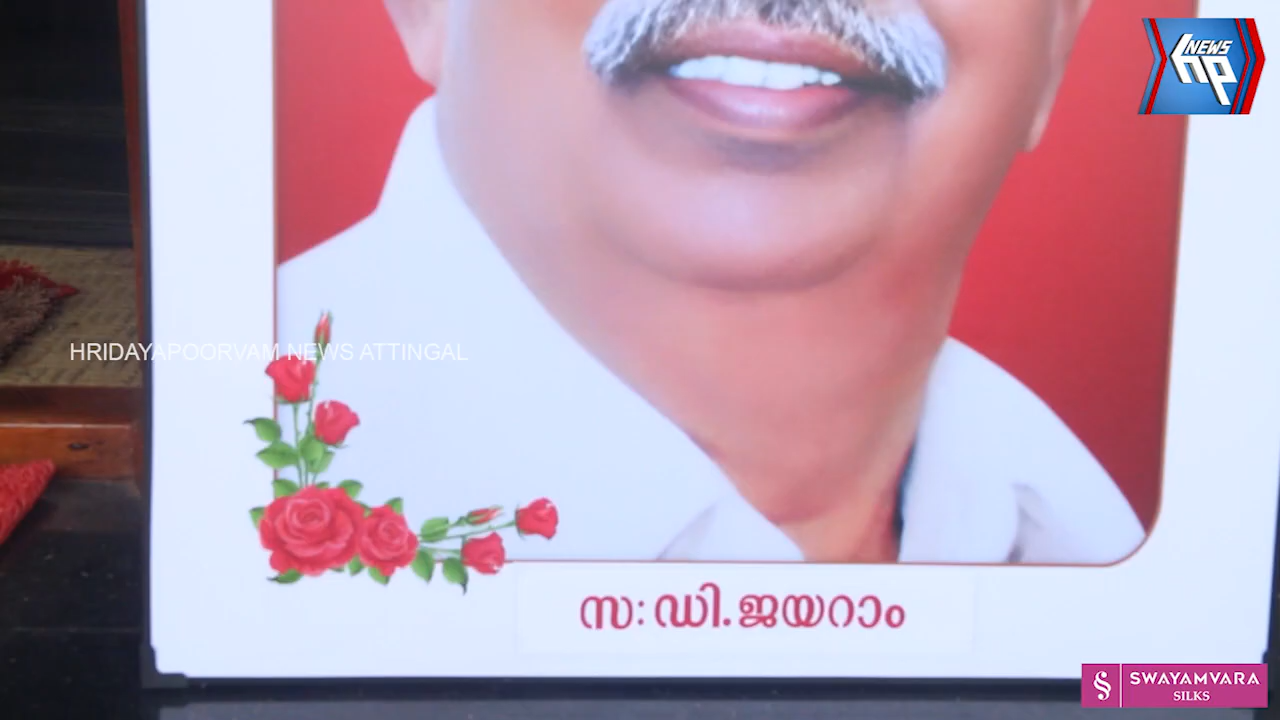 NEWS
hp
HRIDAYAPOORVAM NEWS ATTINGAL
സ: ഡി.ജയറാം
SWAYAMVARA
SILKS